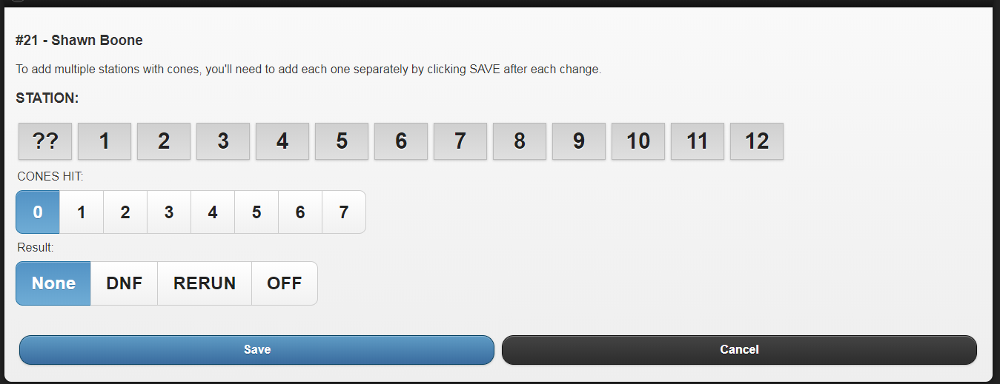 #21 - Shawn Boone
To add multiple stations with cones, you'll need to add each one separately by clicking SAVE after each change.
STATION:
?? 1 2 3 4 5 6 7 8 9 10 11 12
CONES HIT:
0 1 2 3 4 5 6 7
Result:
None DNF RERUN OFF
Save Cancel